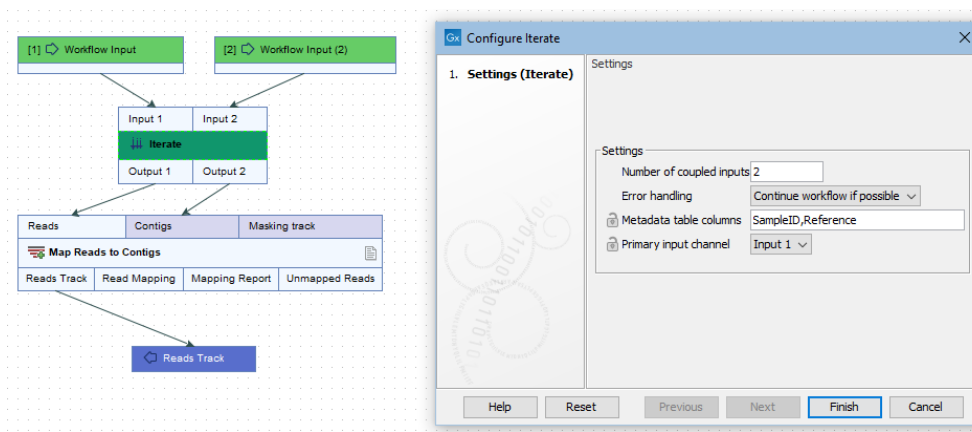 [1] Workflow Input
[2] Workflow Input (2)
Input 1
Input 2
Iterate
Output 1
Output 2
Reads
Contigs
Masking track
Map Reads to Contigs
Reads Track
Read Mapping
Mapping Report
Unmapped Reads
Reads Track
Gx Configure Iterate
1. Settings (Iterate)
Settings
Settings
Number of coupled inputs 2
Error handling Continue workflow if possible
Metadata table columns SampleID,Reference
Primary input channel Input 1
Help
Reset
Previous
Next
Finish
Cancel